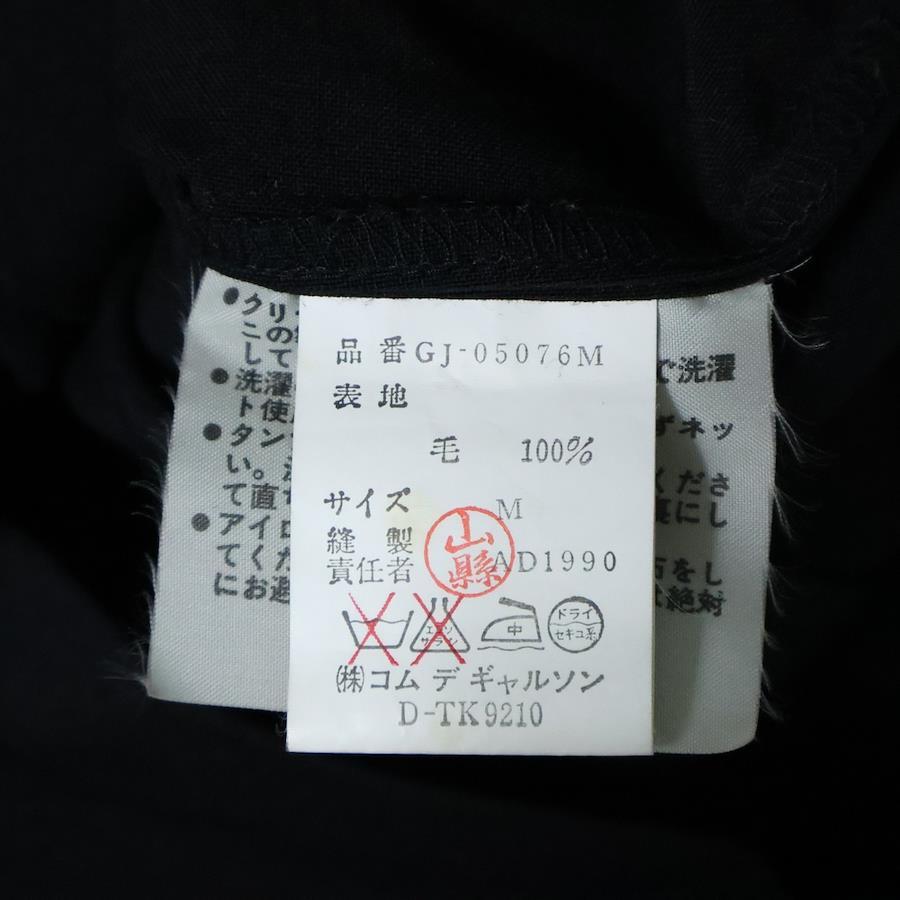 品番 GJ-05076M
表地
毛 100%
サイズ M
縫製
責任者 山縣 AD1990
エンソ
サラシ
中
ドライ
セキユ系
(株)コム デ ギャルソン
D-TK9210
●クリ
ニの
して
●洗濯
ト使
●タン
い。
て直
●アイロ
てくだ
にお避
で洗濯
ずネッ
くださ
裏にし
石をし
絶対